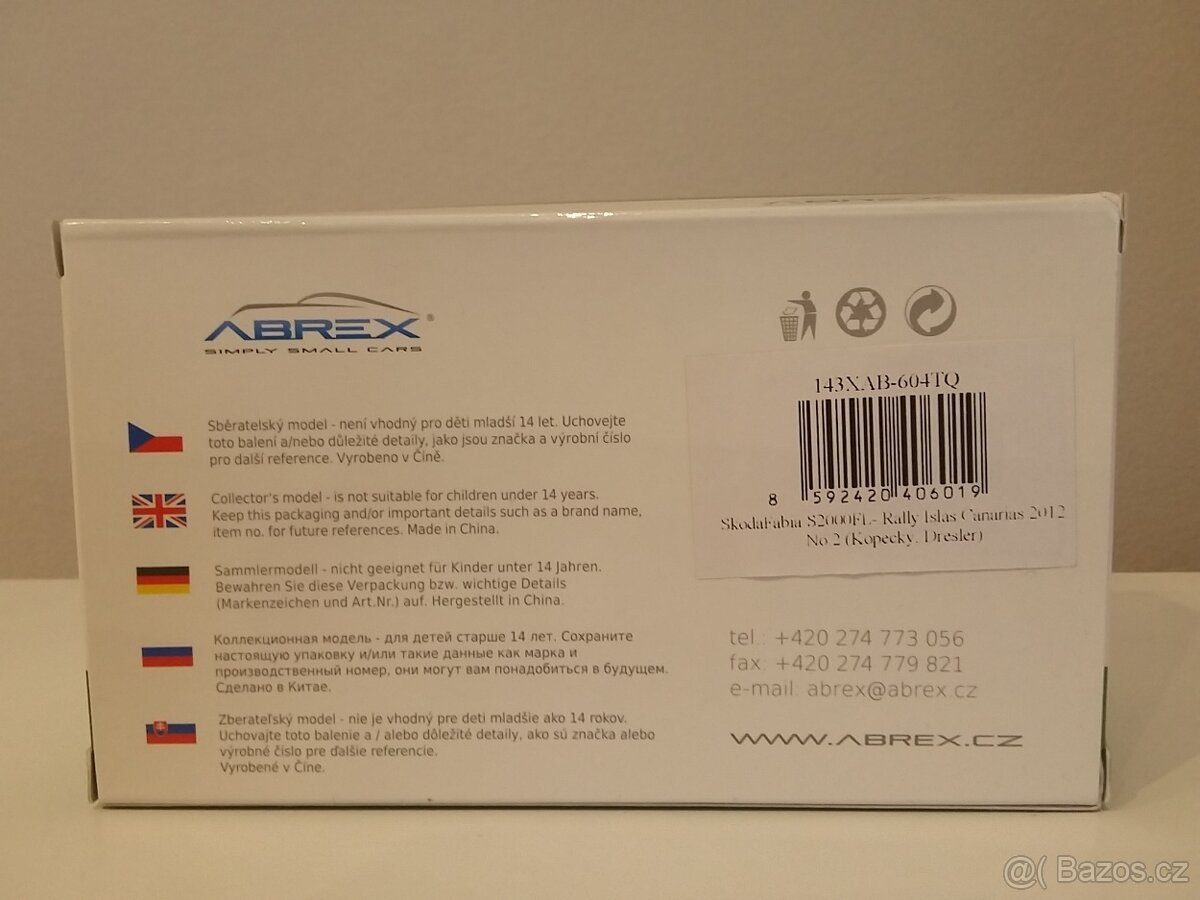 ABREX®
SIMPLY SMALL CARS
Sběratelský model - není vhodný pro děti mladší 14 let. Uchovejte
toto balení a/nebo důležité detaily, jako jsou značka a výrobní číslo
pro další reference. Vyrobeno v Číně.
Collector's model - is not suitable for children under 14 years.
Keep this packaging and/or important details such as a brand name,
item no. for future references. Made in China.
Sammlermodell - nicht geeignet für Kinder unter 14 Jahren.
Bewahren Sie diese Verpackung bzw. wichtige Details
(Markenzeichen und Art.Nr.) auf. Hergestellt in China.
Коллекционная модель - для детей старше 14 лет. Сохраните
настоящую упаковку и/или такие данные как марка и
производственный номер, они могут вам понадобиться в будущем.
Сделано в Китае.
Zberateľský model - nie je vhodný pre deti mladšie ako 14 rokov.
Uchovajte toto balenie a / alebo dôležité detaily, ako sú značka alebo
výrobné číslo pre ďalšie referencie.
Vyrobené v Číne.
143XAB-604TQ
8 592420 406019
SkodaFabia S2000FL- Rally Islas Canarias 2012
No 2 (Kopecky, Dresler)
tel.: +420 274 773 056
fax: +420 274 779 821
e-mail: abrex@abrex.cz
WWW.ABREX.CZ
@( Bazos.cz